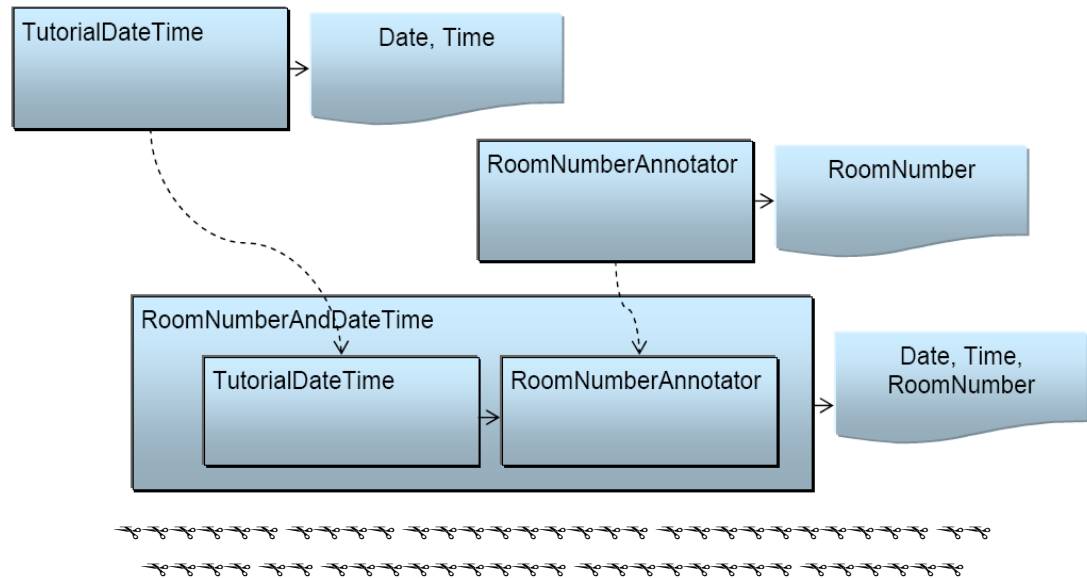 TutorialDateTime
Date, Time
RoomNumberAnnotator
RoomNumber
RoomNumberAndDateTime
TutorialDateTime
RoomNumberAnnotator
Date, Time,
RoomNumber